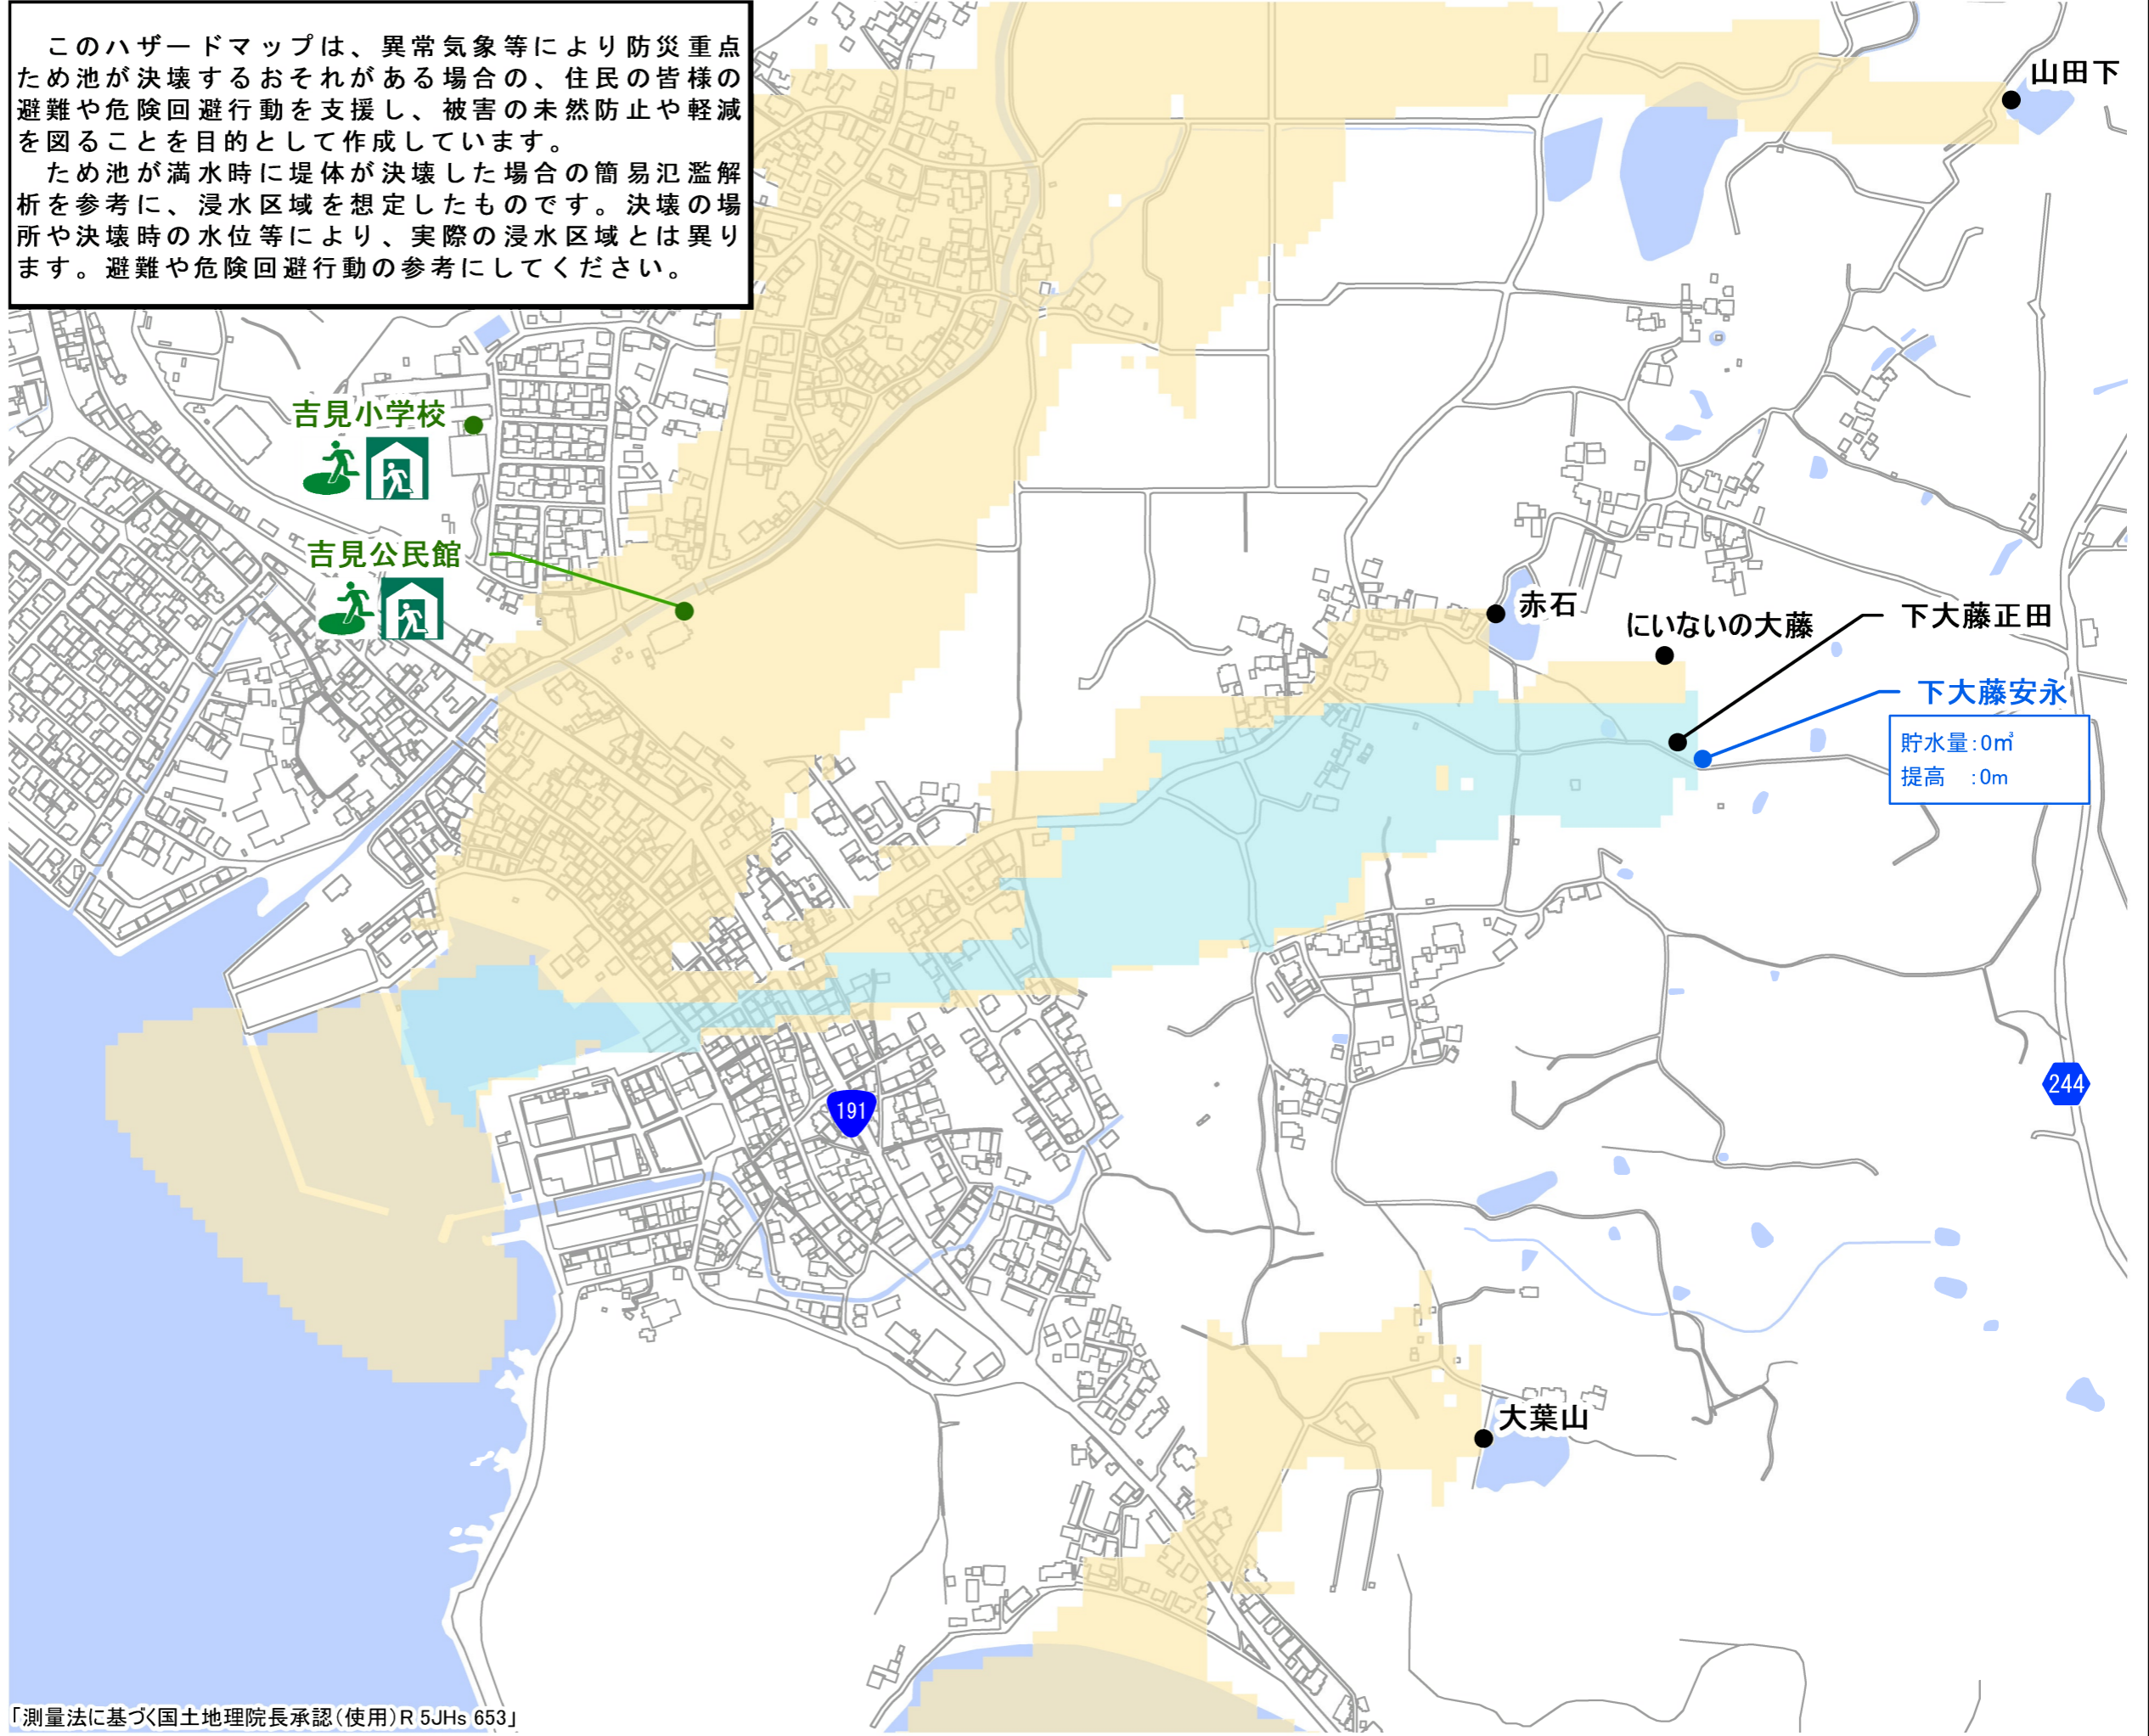 このハザードマップは、異常気象等により防災重点
ため池が決壊するおそれがある場合の、住民の皆様の
避難や危険回避行動を支援し、被害の未然防止や軽減
を図ることを目的として作成しています。
ため池が満水時に堤体が決壊した場合の簡易氾濫解
析を参考に、浸水区域を想定したものです。決壊の場
所や決壊時の水位等により、実際の浸水区域とは異り
ます。避難や危険回避行動の参考にしてください。
山田下
吉見小学校
吉見公民館
赤石
にいないの大藤
下大藤正田
下大藤安永
貯水量:0㎥
提高 :0m
244
191
大葉山
「測量法に基づく国土地理院長承認(使用)R 5JHs 653」